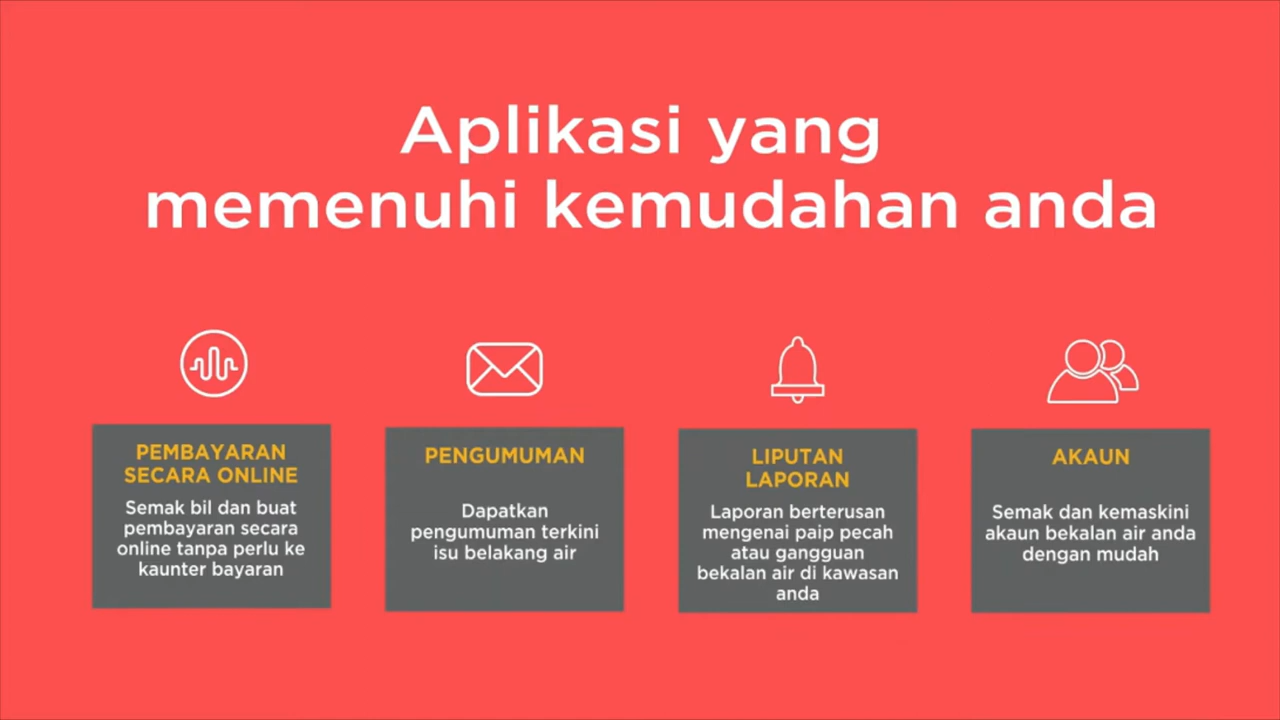 Aplikasi yang
memenuhi kemudahan anda
PEMBAYARAN
SECARA ONLINE
Semak bil dan buat
pembayaran secara
online tanpa perlu ke
kaunter bayaran
PENGUMUMAN
Dapatkan
pengumuman terkini
isu belakang air
LIPUTAN
LAPORAN
Laporan berterusan
mengenai paip pecah
atau gangguan
bekalan air di kawasan
anda
AKAUN
Semak dan kemaskini
akaun bekalan air anda
dengan mudah